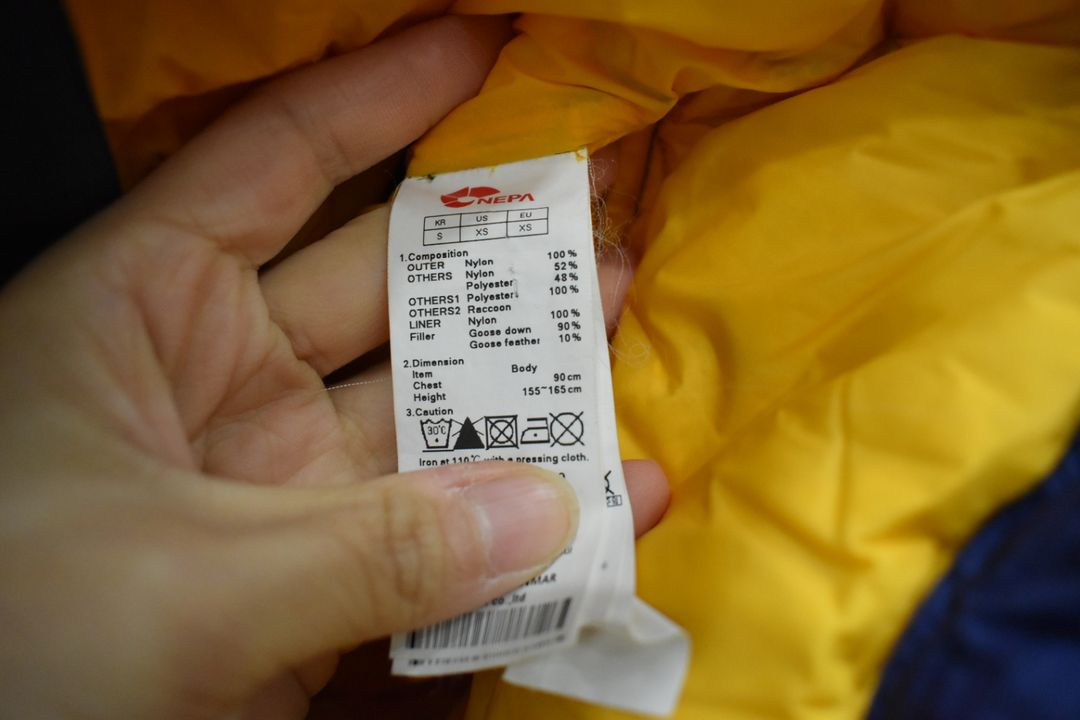 NEPA
KR US EU
S XS XS
1.Composition
OUTER Nylon 100%
OTHERS Nylon 52%
Polyester 48%
OTHERS1 Polyester 100%
OTHERS2 Raccoon
LINER Nylon 100%
Filler Goose down 90%
Goose feather 10%
2.Dimension
Item Body
Chest 90cm
Height 155~165cm
3.Caution
30℃
Iron at 110℃ with a pressing cloth.
co.,ltd